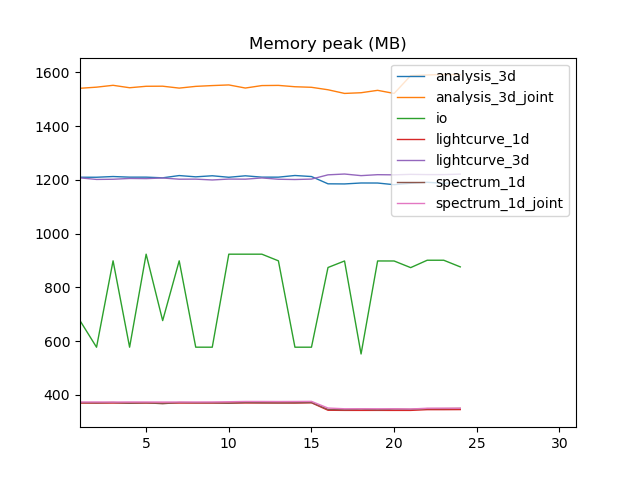 Memory peak (MB)
1600
1400
1200
1000
800
600
400
5
10
15
20
25
30
analysis_3d
analysis_3d_joint
io
lightcurve_1d
lightcurve_3d
spectrum_1d
spectrum_1d_joint